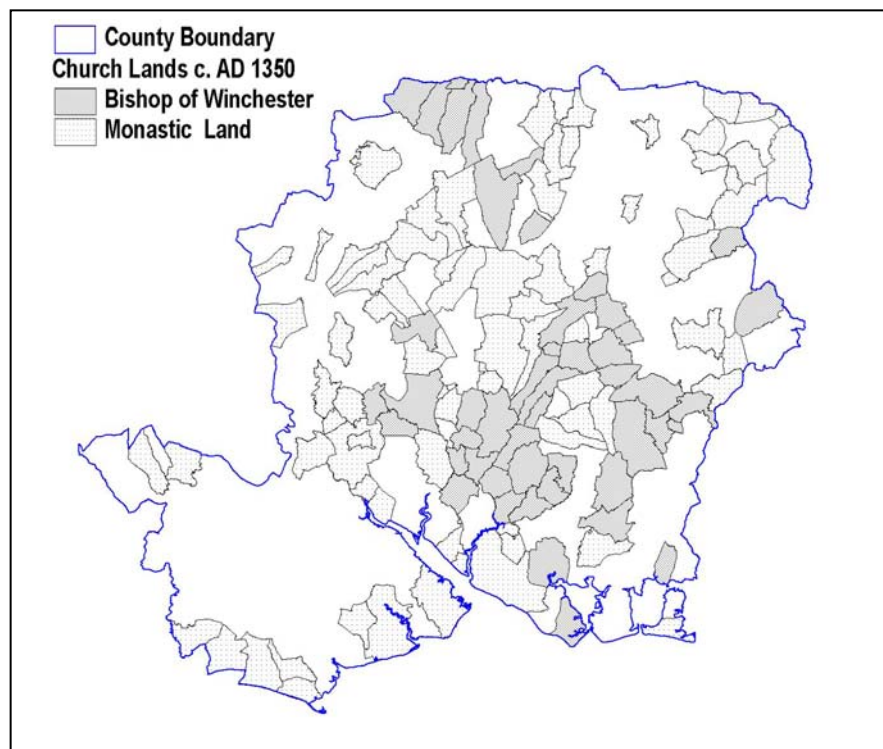 County Boundary
Church Lands c. AD 1350
Bishop of Winchester
Monastic Land